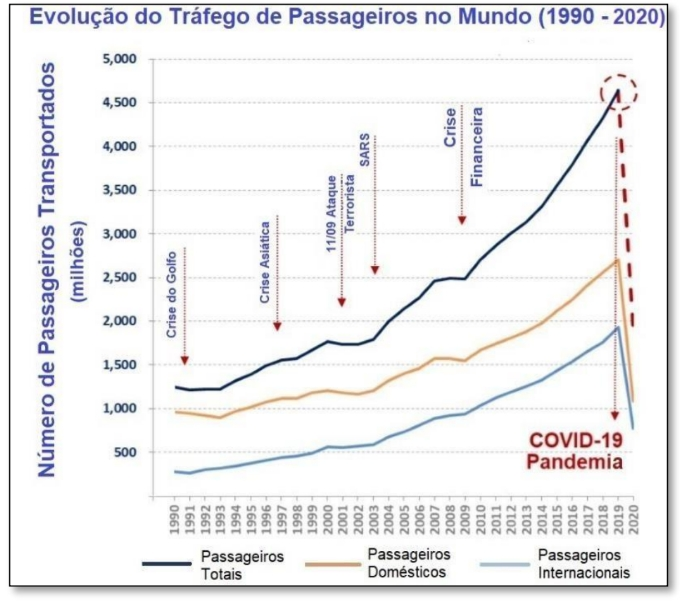 Evolução do Tráfego de Passageiros no Mundo (1990 - 2020)
Número de Passageiros Transportados
(milhões)
5,000
4,500
4,000
3,500
3,000
2,500
2,000
1,500
1,000
500
Crise do Golfo
Crise Asiática
11/09 Ataque
Terrorista
SARS
Crise
Financeira
COVID-19
Pandemia
1990 1991 1992 1993 1994 1995 1996 1997 1998 1999 2000 2001 2002 2003 2004 2005 2006 2007 2008 2009 2010 2011 2012 2013 2014 2015 2016 2017 2018 2019 2020
Passageiros
Totais
Passageiros
Domésticos
Passageiros
Internacionais